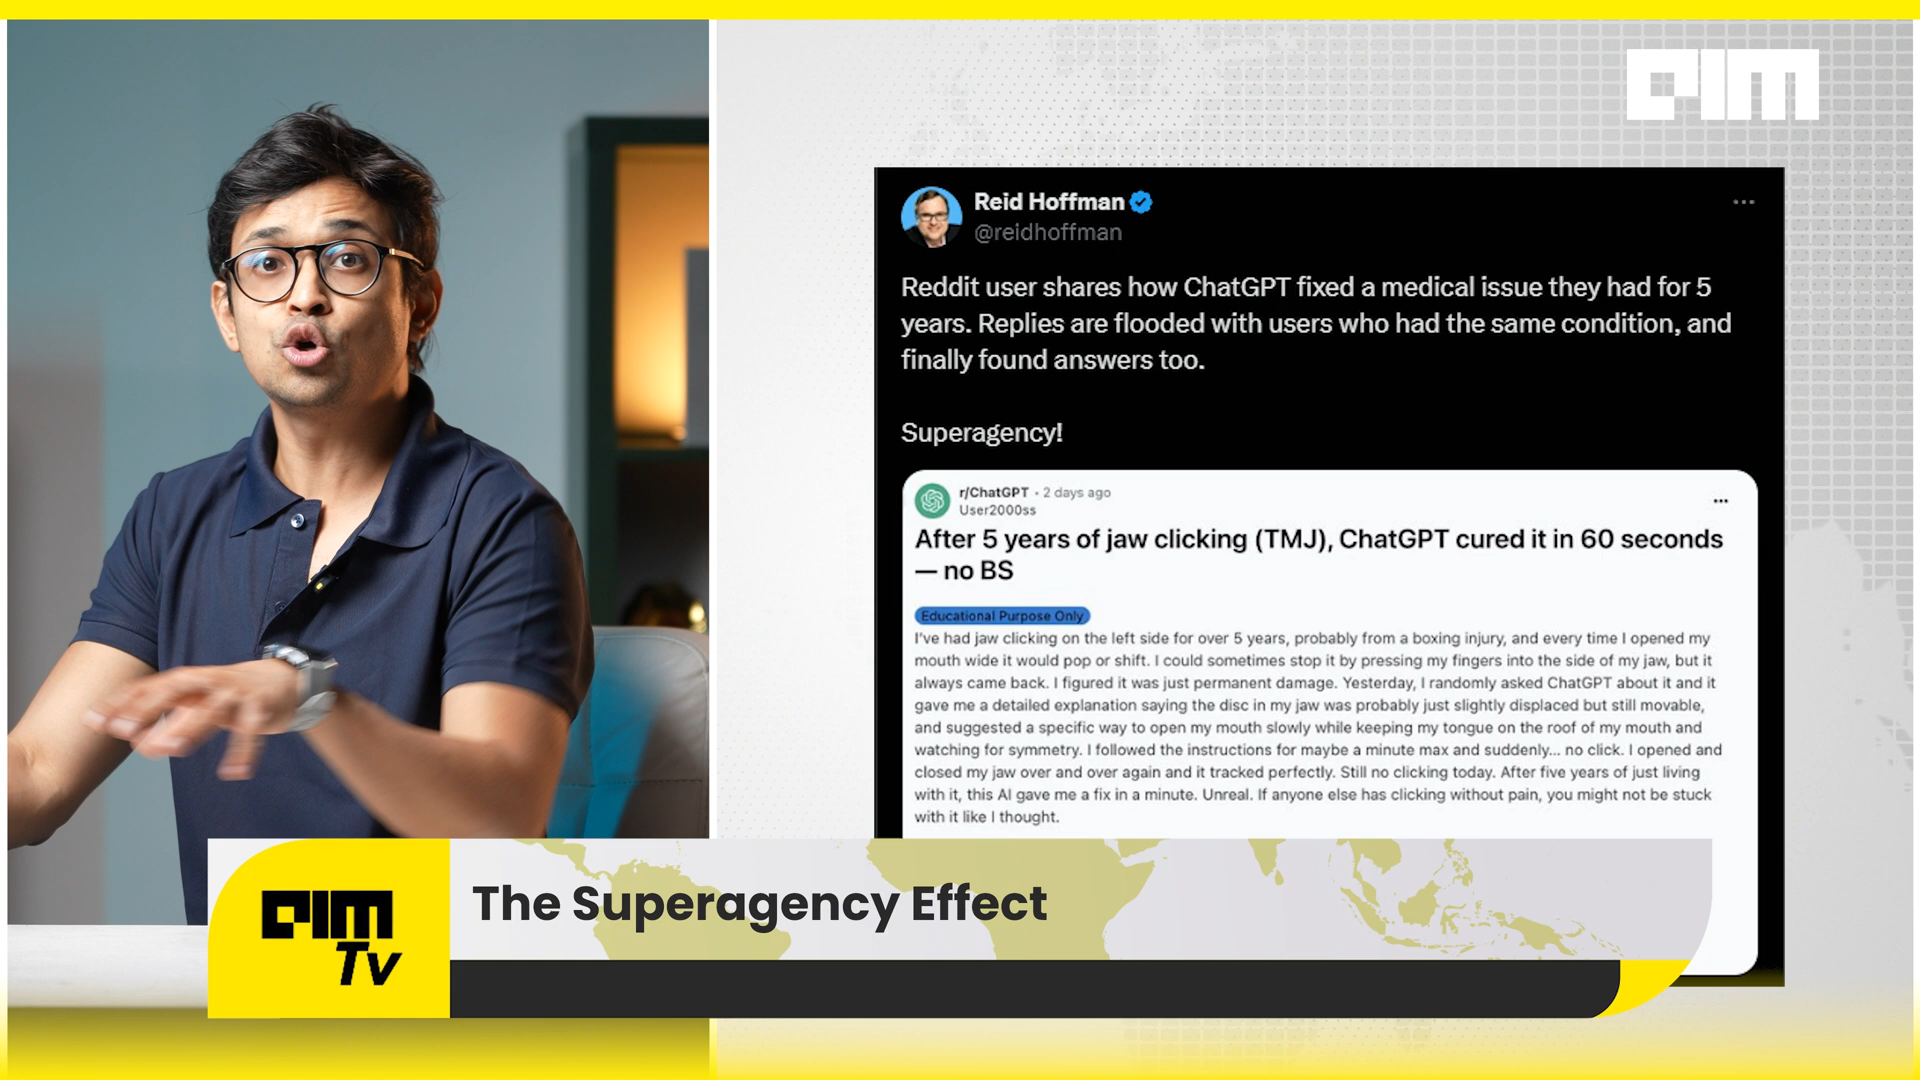 AIM
Reid Hoffman
@reidhoffman
Reddit user shares how ChatGPT fixed a medical issue they had for 5
years. Replies are flooded with users who had the same condition, and
finally found answers too.
Superagency!
r/ChatGPT • 2 days ago
User2000ss
After 5 years of jaw clicking (TMJ), ChatGPT cured it in 60 seconds
— no BS
Educational Purpose Only
I've had jaw clicking on the left side for over 5 years, probably from a boxing injury, and every time I opened my
mouth wide it would pop or shift. I could sometimes stop it by pressing my fingers into the side of my jaw, but it
always came back. I figured it was just permanent damage. Yesterday, I randomly asked ChatGPT about it and it
gave me a detailed explanation saying the disc in my jaw was probably just slightly displaced but still movable,
and suggested a specific way to open my mouth slowly while keeping my tongue on the roof of my mouth and
watching for symmetry. I followed the instructions for maybe a minute max and suddenly... no click. I opened and
closed my jaw over and over again and it tracked perfectly. Still no clicking today. After five years of just living
with it, this AI gave me a fix in a minute. Unreal. If anyone else has clicking without pain, you might not be stuck
with it like I thought.
AIM
Tv
The Superagency Effect